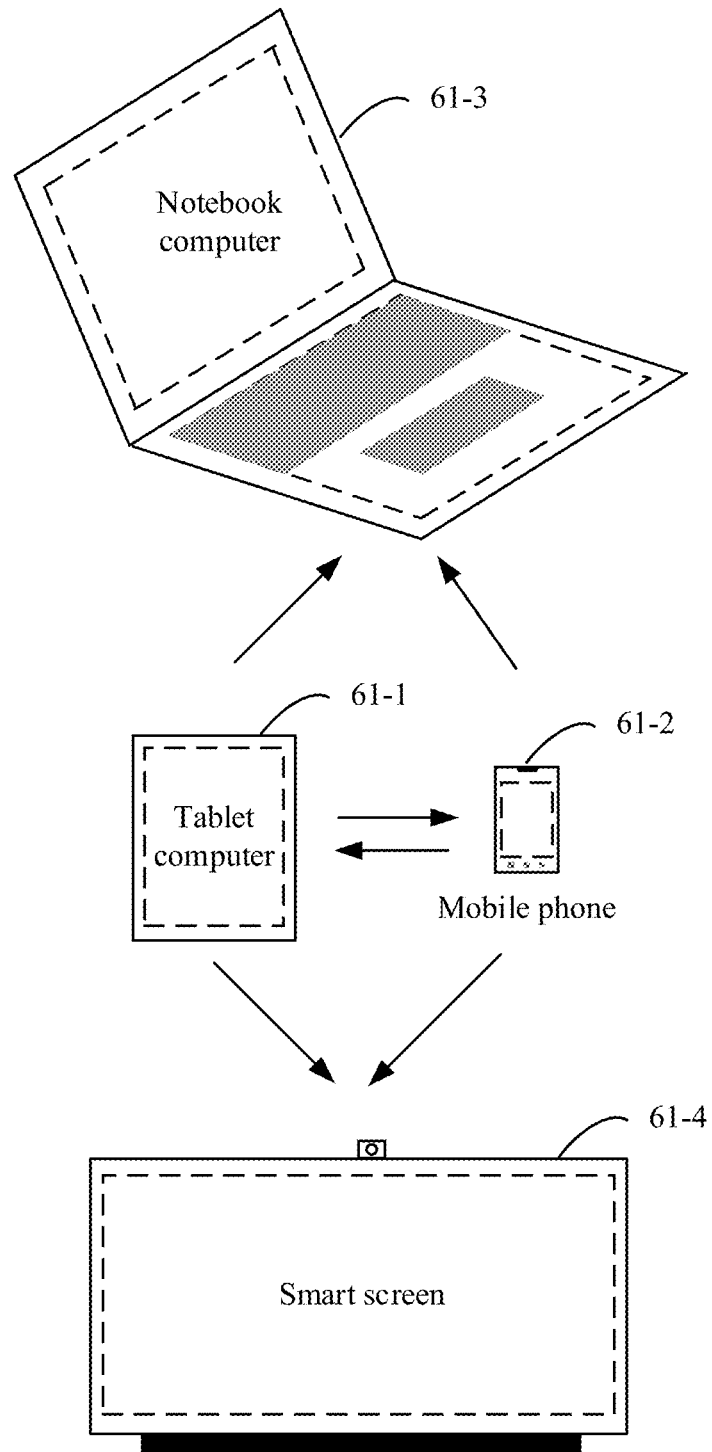 61-3
Notebook
computer
61-1
61-2
Tablet
computer
Mobile phone
61-4
Smart screen